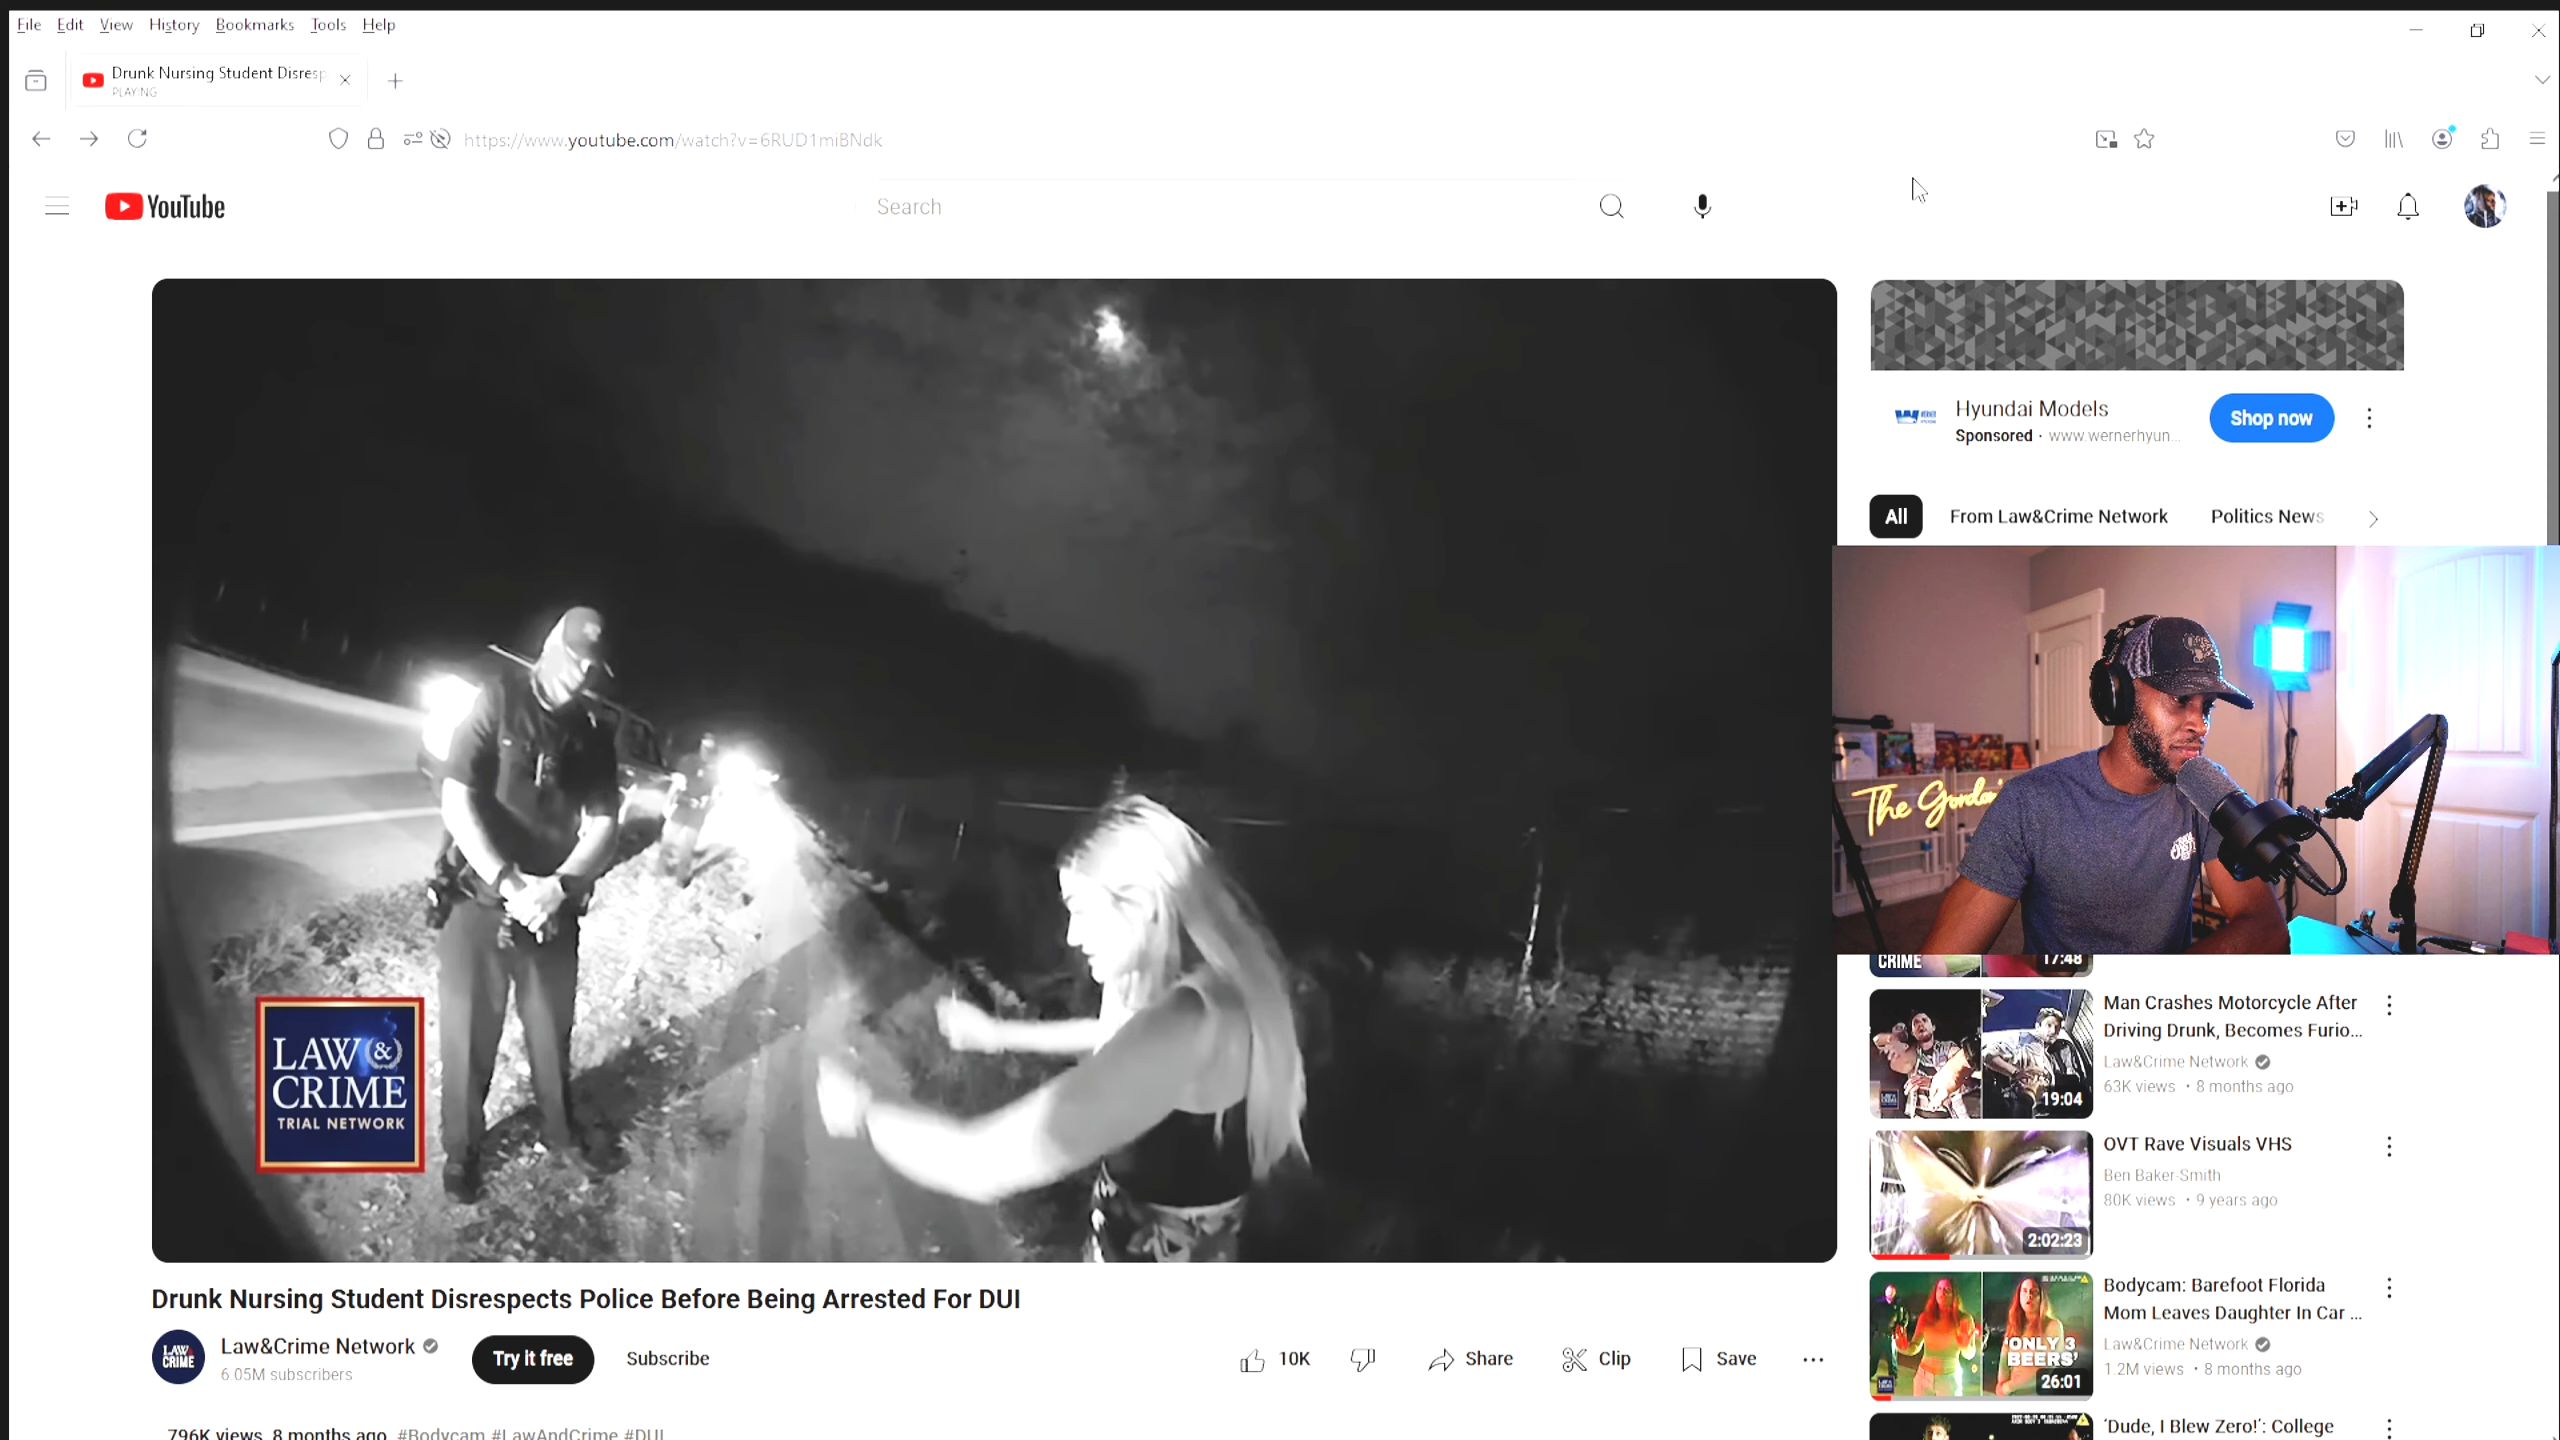 File Edit View History Bookmarks Tools Help
Drunk Nursing Student Disresp
PLAYING
https://www.youtube.com/watch?v=6RUD1miBNdk
YouTube
Search
Hyundai Models
Sponsored · www.wernerhyun...
Shop now
All From Law&Crime Network Politics News
The Gordon
LAW &
CRIME
TRIAL NETWORK
CRIME
17:48
Man Crashes Motorcycle After
Driving Drunk, Becomes Furio...
Law&Crime Network
63K views • 8 months ago
19:04
OVT Rave Visuals VHS
Ben Baker-Smith
80K views • 9 years ago
2:02:23
Bodycam: Barefoot Florida
Mom Leaves Daughter In Car ...
Law&Crime Network
1.2M views • 8 months ago
'ONLY 3
BEERS'
26:01
'Dude, I Blew Zero!': College
Drunk Nursing Student Disrespects Police Before Being Arrested For DUI
LAW&
CRIME
Law&Crime Network
6.05M subscribers
Try it free
Subscribe
10K
Share
Clip
Save
796K views 8 months ago #Bodycam #LawAndCrime #DUI